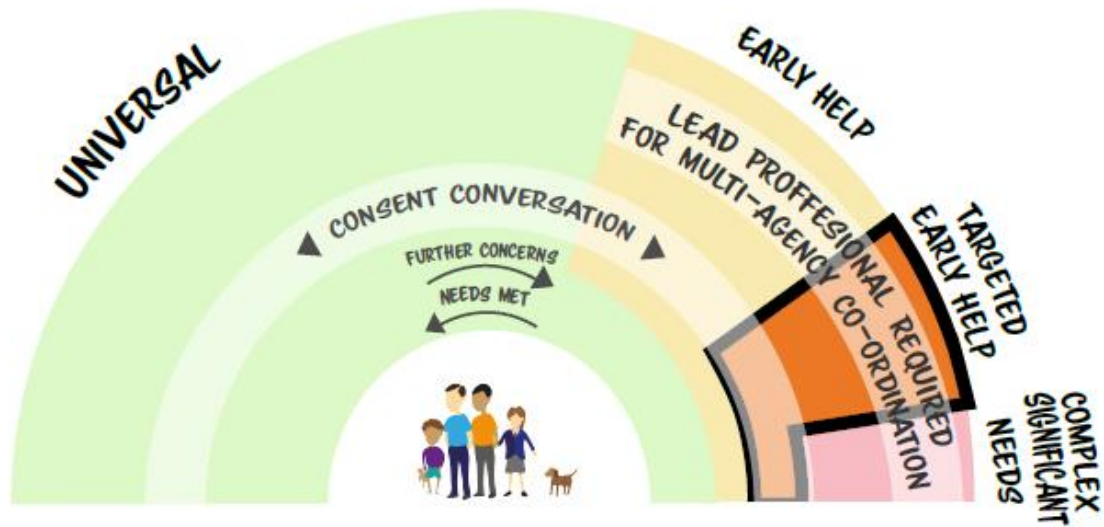 UNIVERSAL
EARLY HELP
LEAD PROFFESIONAL REQUIRED
FOR MULTI-AGENCY CO-ORDINATION
CONSENT CONVERSATION
FURTHER CONCERNS
NEEDS MET
TARGETED
EARLY HELP
COMPLEX
SIGNIFICANT
NEEDS